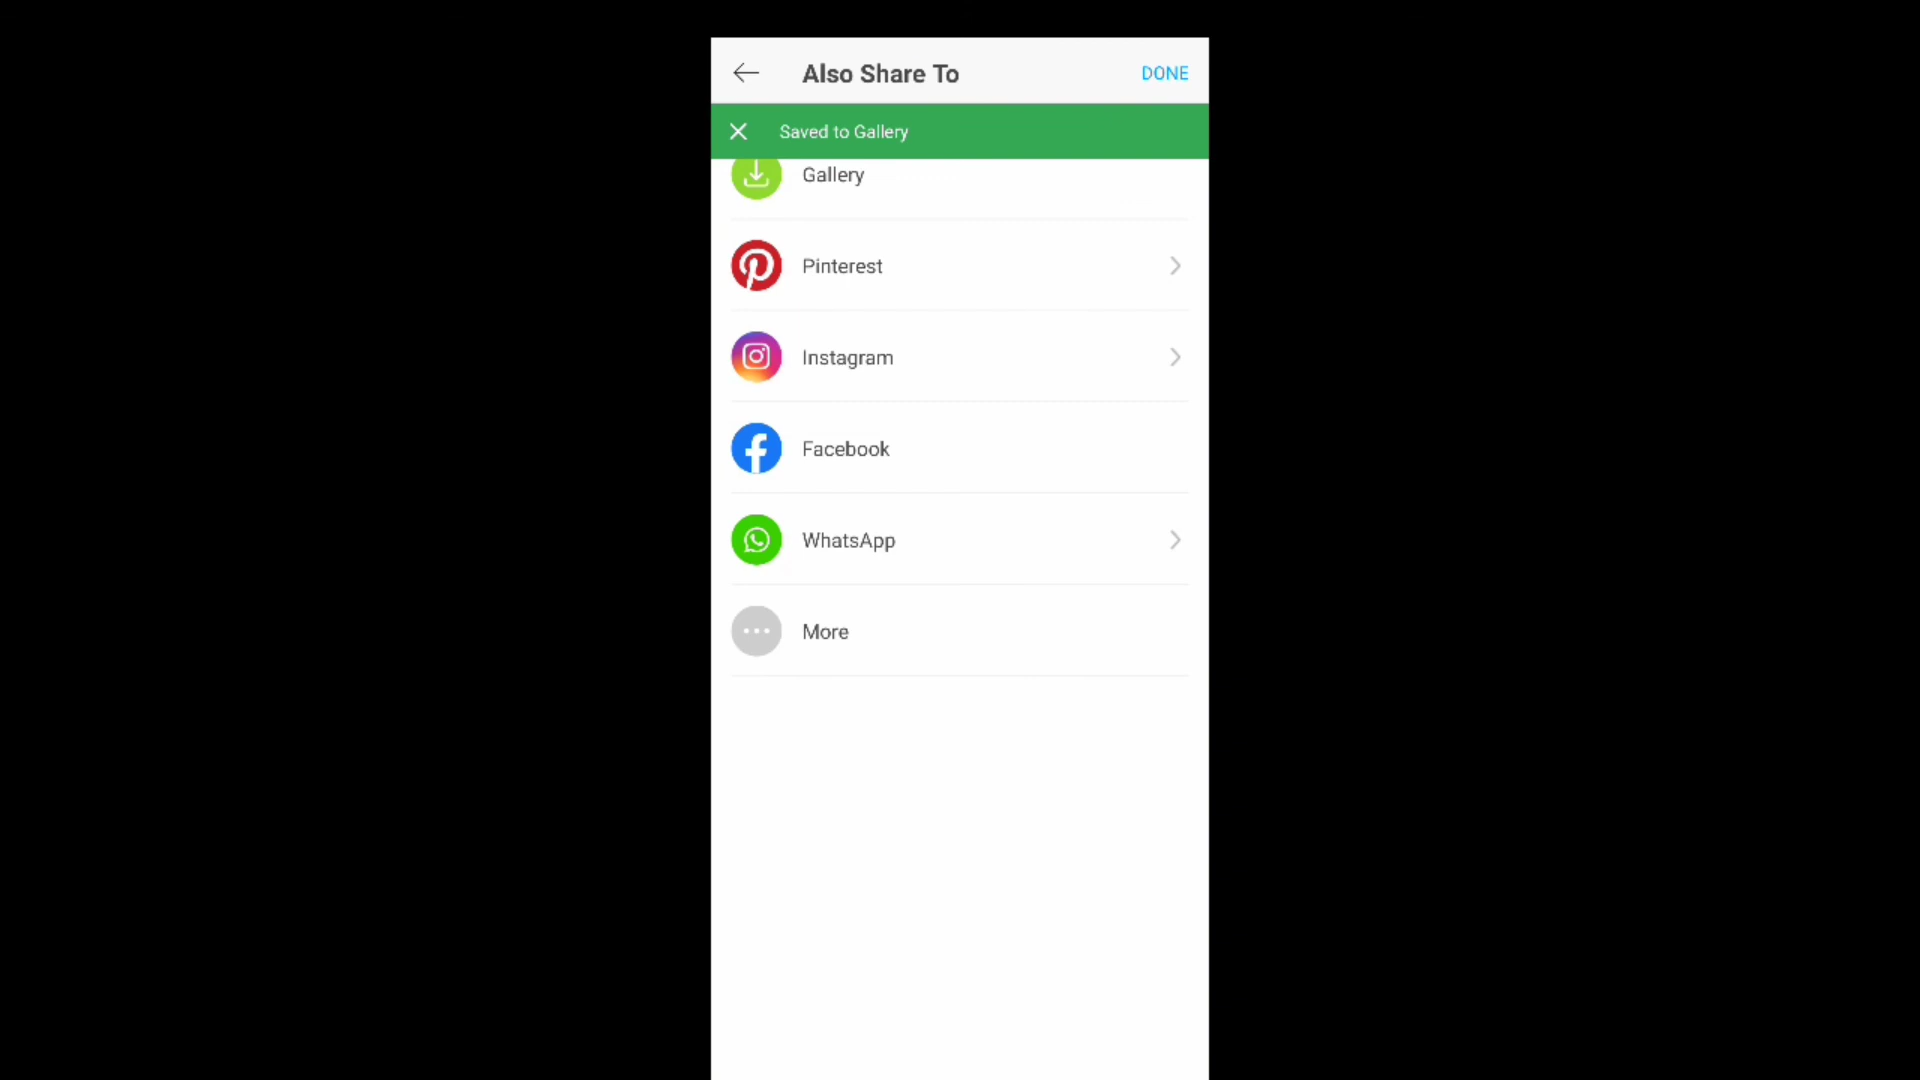 Also Share To
DONE
Saved to Gallery
Gallery
Pinterest
Instagram
Facebook
WhatsApp
More